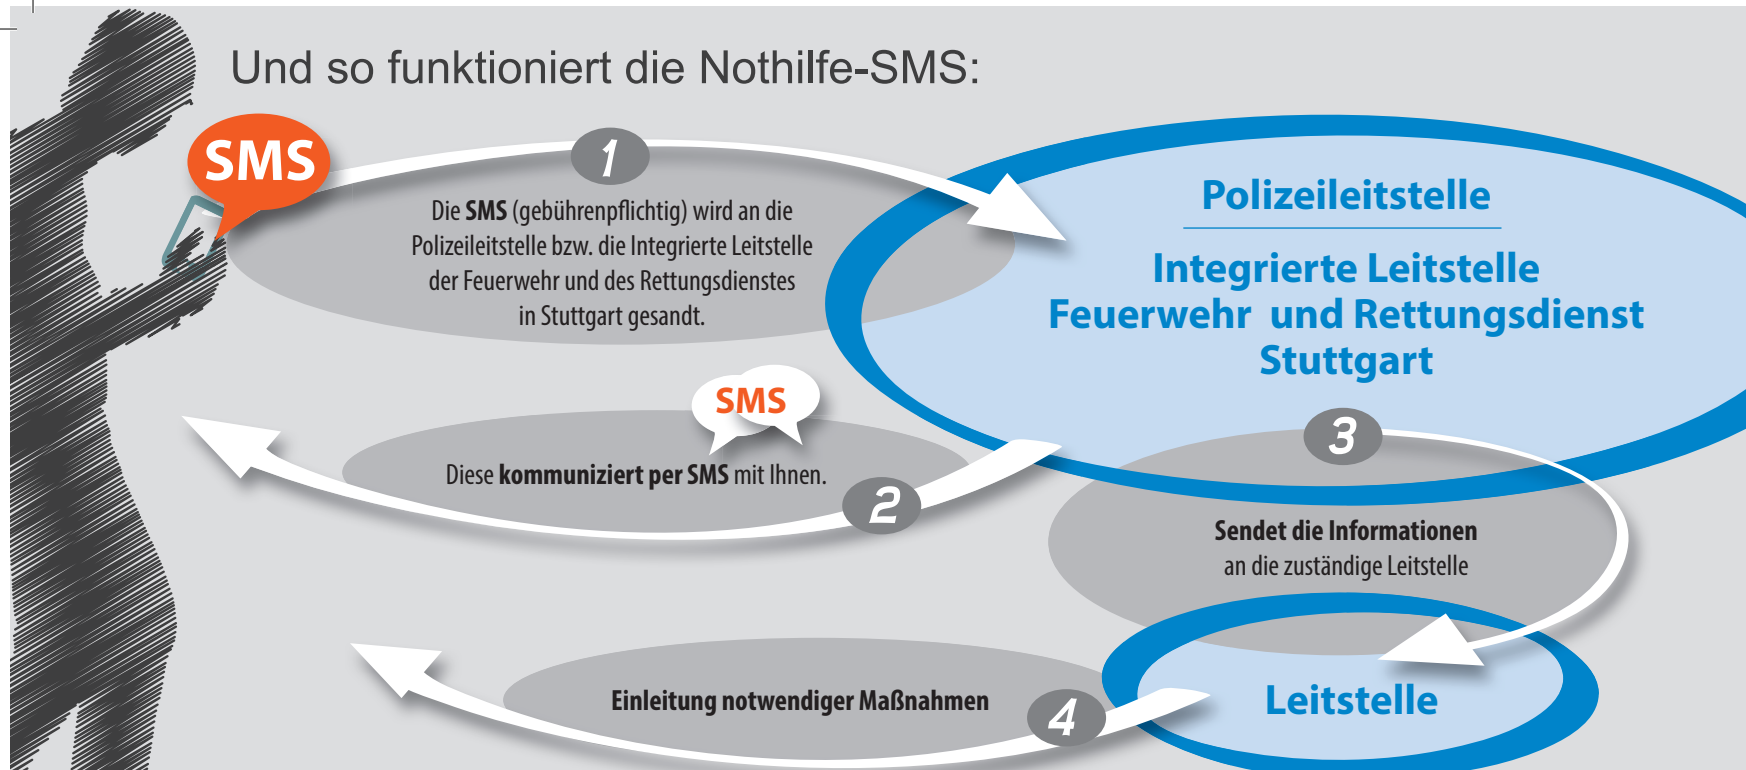 Und so funktioniert die Nothilfe-SMS:
SMS
1
Die SMS (gebührenpflichtig) wird an die
Polizeileitstelle bzw. die Integrierte Leitstelle
der Feuerwehr und des Rettungsdienstes
in Stuttgart gesandt.
Polizeileitstelle
Integrierte Leitstelle
Feuerwehr und Rettungsdienst
Stuttgart
SMS
Diese kommuniziert per SMS mit Ihnen.
2
3
Sendet die Informationen
an die zuständige Leitstelle
Einleitung notwendiger Maßnahmen
4
Leitstelle